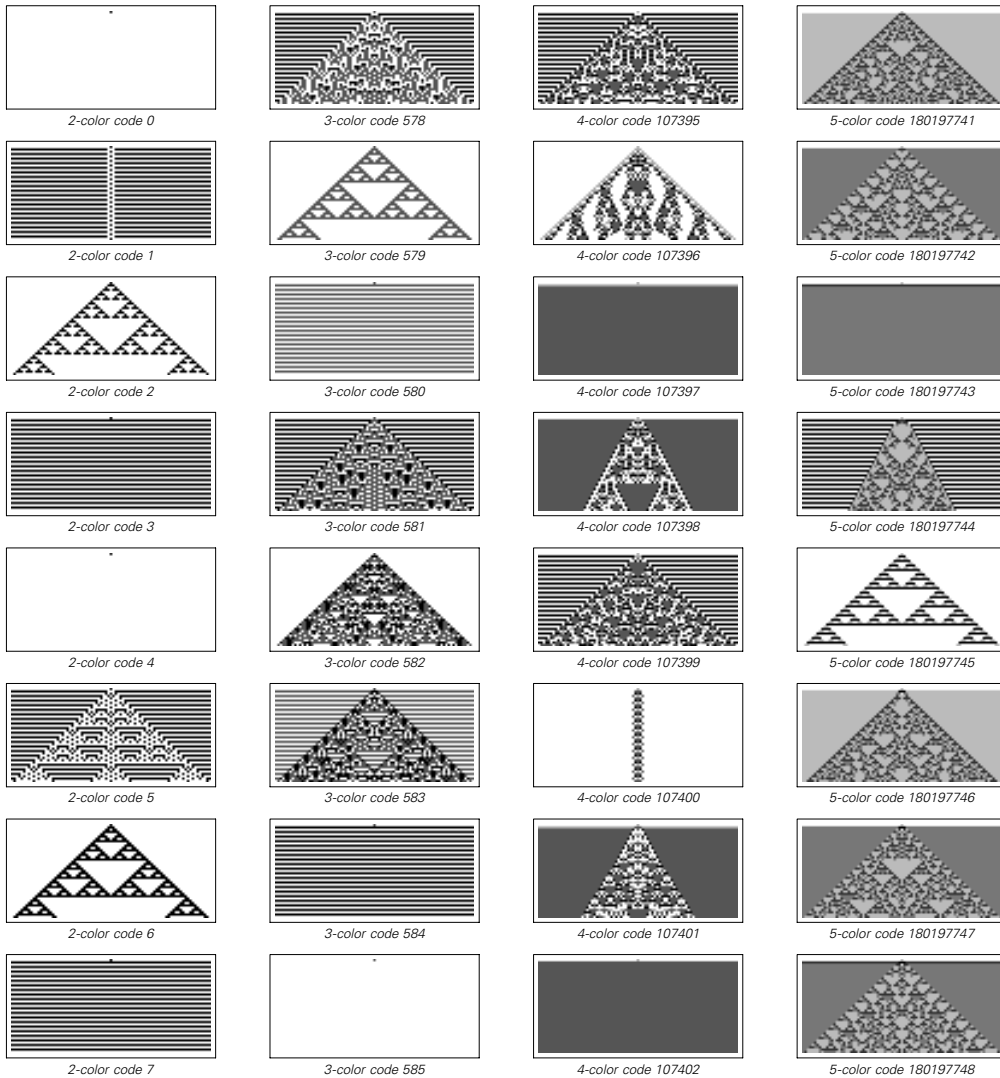 2-color code 0
3-color code 578
4-color code 107395
5-color code 180197741
2-color code 1
3-color code 579
4-color code 107396
5-color code 180197742
2-color code 2
3-color code 580
4-color code 107397
5-color code 180197743
2-color code 3
3-color code 581
4-color code 107398
5-color code 180197744
2-color code 4
3-color code 582
4-color code 107399
5-color code 180197745
2-color code 5
3-color code 583
4-color code 107400
5-color code 180197746
2-color code 6
3-color code 584
4-color code 107401
5-color code 180197747
2-color code 7
3-color code 585
4-color code 107402
5-color code 180197748